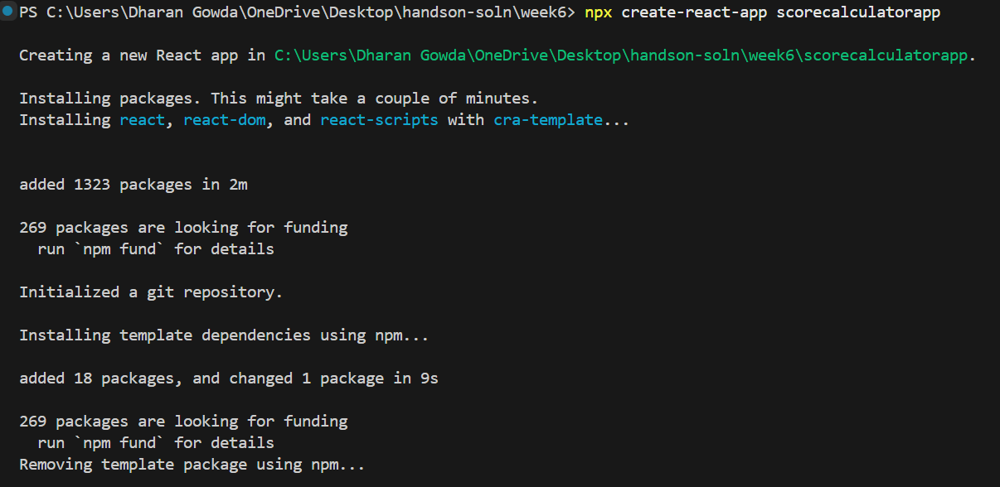 PS C:\Users\Dharan Gowda\OneDrive\Desktop\handson-soln\week6> npx create-react-app scorecalculatorapp
Creating a new React app in C:\Users\Dharan Gowda\OneDrive\Desktop\handson-soln\week6\scorecalculatorapp.
Installing packages. This might take a couple of minutes.
Installing react, react-dom, and react-scripts with cra-template...
added 1323 packages in 2m
269 packages are looking for funding
  run `npm fund` for details
Initialized a git repository.
Installing template dependencies using npm...
added 18 packages, and changed 1 package in 9s
269 packages are looking for funding
  run `npm fund` for details
Removing template package using npm...